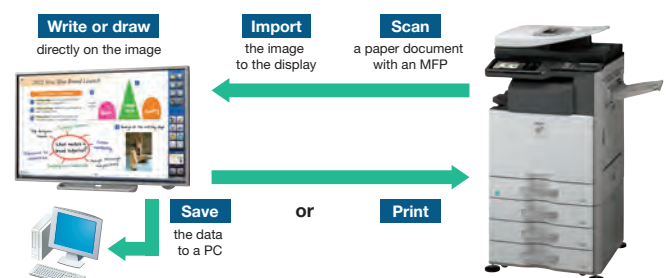 Write or draw
directly on the image
Import
the image
to the display
Scan
a paper document
with an MFP
Save
the data
to a PC
or
Print